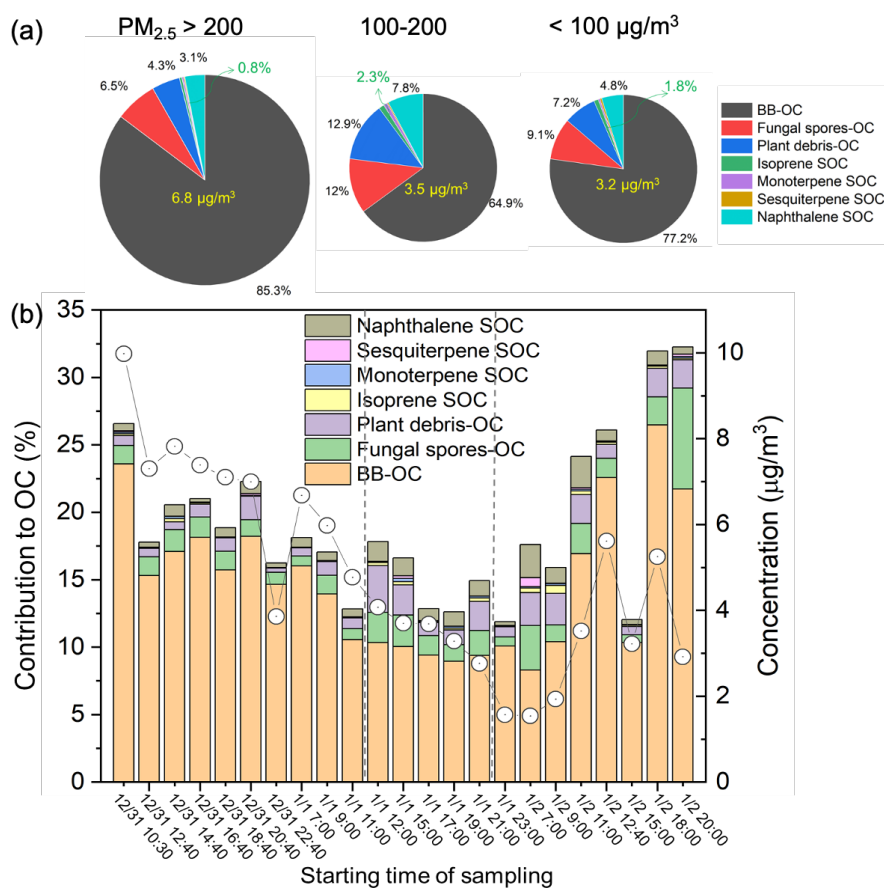 (a)
PM2.5 > 200
100-200
< 100 µg/m³
6.5%
4.3%
3.1%
0.8%
6.8 µg/m³
85.3%
2.3%
7.8%
12.9%
12%
3.5 µg/m³
64.9%
7.2%
4.8%
1.8%
9.1%
3.2 µg/m³
77.2%
BB-OC
Fungal spores-OC
Plant debris-OC
Isoprene SOC
Monoterpene SOC
Sesquiterpene SOC
Naphthalene SOC
(b)
Contribution to OC (%)
35
30
25
20
15
10
5
0
Naphthalene SOC
Sesquiterpene SOC
Monoterpene SOC
Isoprene SOC
Plant debris-OC
Fungal spores-OC
BB-OC
10
8
6
4
2
0
Concentration (µg/m³)
12/31 10:30
12/31 12:40
12/31 14:40
12/31 16:40
12/31 18:40
12/31 20:40
12/31 22:40
1/1 7:00
1/1 9:00
1/1 11:00
1/1 12:00
1/1 15:00
1/1 17:00
1/1 19:00
1/1 21:00
1/1 23:00
1/2 7:00
1/2 9:00
1/2 11:00
1/2 12:40
1/2 15:00
1/2 18:00
1/2 20:00
Starting time of sampling